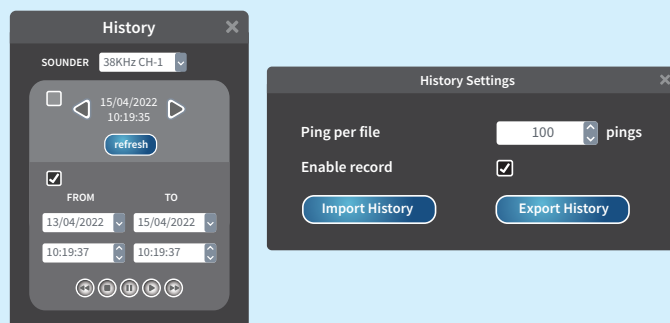 History
SOUNDER 38KHz CH-1
15/04/2022
10:19:35
refresh
FROM TO
13/04/2022 15/04/2022
10:19:37 10:19:37
History Settings
Ping per file 100 pings
Enable record
Import History Export History